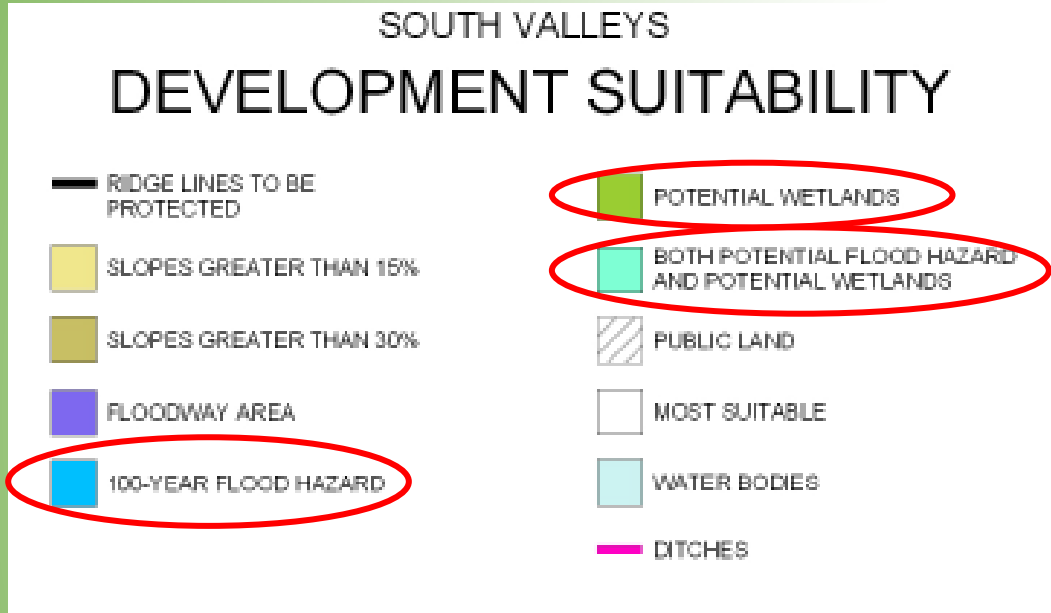 SOUTH VALLEYS
DEVELOPMENT SUITABILITY
RIDGE LINES TO BE
PROTECTED
SLOPES GREATER THAN 15%
SLOPES GREATER THAN 30%
FLOODWAY AREA
100-YEAR FLOOD HAZARD
POTENTIAL WETLANDS
BOTH POTENTIAL FLOOD HAZARD
AND POTENTIAL WETLANDS
PUBLIC LAND
MOST SUITABLE
WATER BODIES
DITCHES